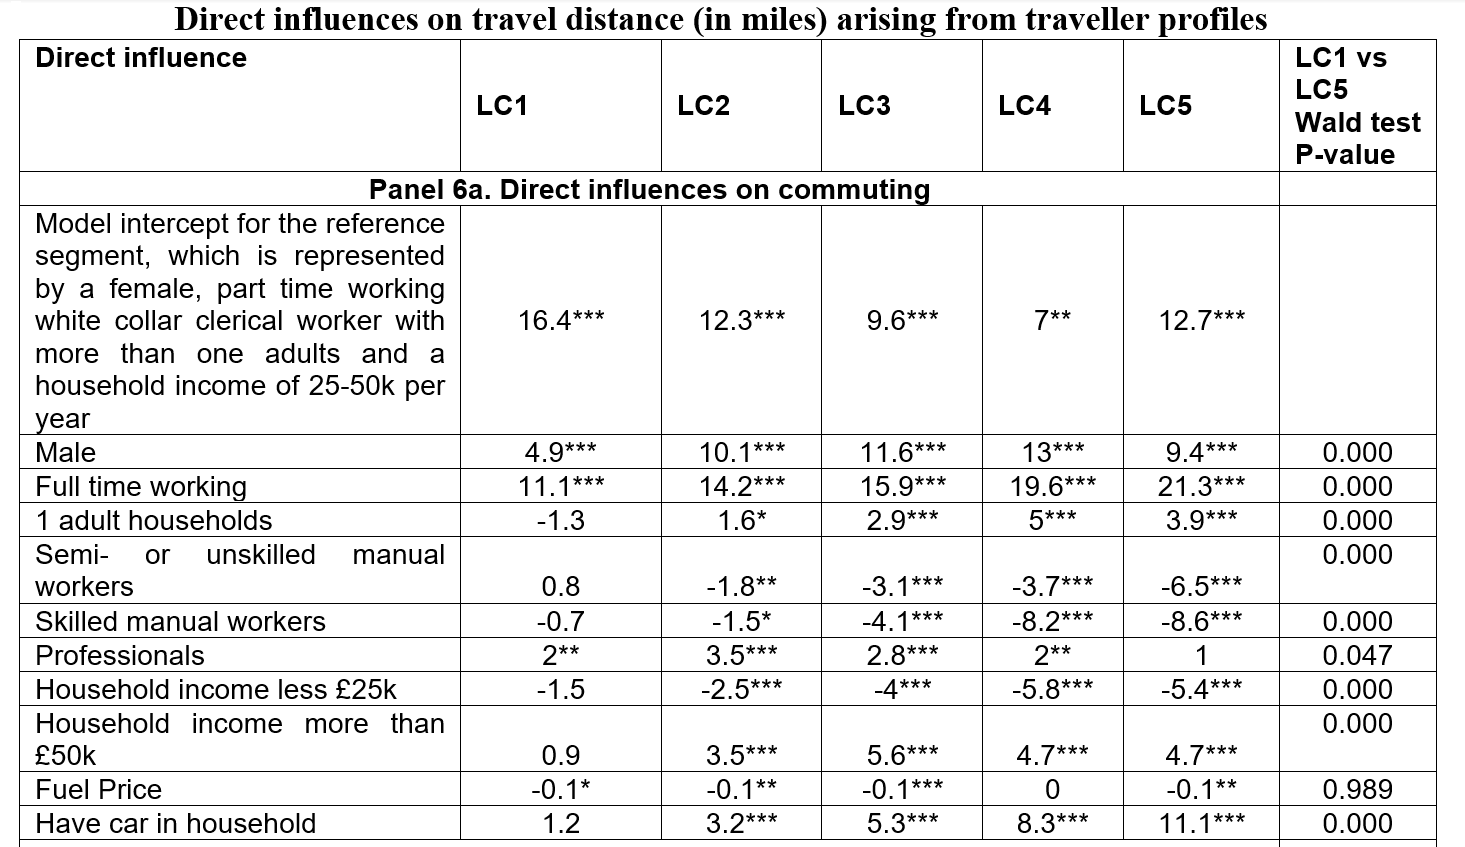 Direct influences on travel distance (in miles) arising from traveller profiles
Direct influence LC1 LC2 LC3 LC4 LC5 LC1 vs
LC5
Wald test
P-value
Panel 6a. Direct influences on commuting
Model intercept for the reference
segment, which is represented
by a female, part time working
white collar clerical worker with
more than one adults and a
household income of 25-50k per
year
16.4*** 12.3*** 9.6*** 7** 12.7***
Male 4.9*** 10.1*** 11.6*** 13*** 9.4*** 0.000
Full time working 11.1*** 14.2*** 15.9*** 19.6*** 21.3*** 0.000
1 adult households -1.3 1.6* 2.9*** 5*** 3.9*** 0.000
Semi- or unskilled manual
workers 0.8 -1.8** -3.1*** -3.7*** -6.5*** 0.000
Skilled manual workers -0.7 -1.5* -4.1*** -8.2*** -8.6*** 0.000
Professionals 2** 3.5*** 2.8*** 2** 1 0.047
Household income less £25k -1.5 -2.5*** -4*** -5.8*** -5.4*** 0.000
Household income more than
£50k 0.9 3.5*** 5.6*** 4.7*** 4.7*** 0.000
Fuel Price -0.1* -0.1** -0.1*** 0 -0.1** 0.989
Have car in household 1.2 3.2*** 5.3*** 8.3*** 11.1*** 0.000